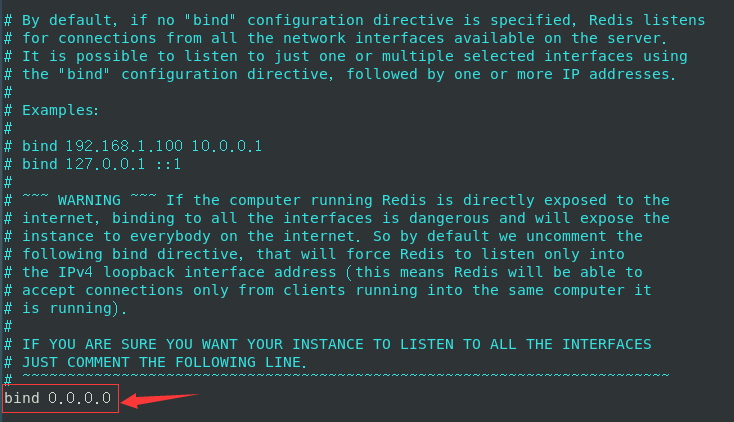 # By default, if no "bind" configuration directive is specified, Redis listens
# for connections from all the network interfaces available on the server.
# It is possible to listen to just one or multiple selected interfaces using
# the "bind" configuration directive, followed by one or more IP addresses.
#
# Examples:
#
# bind 192.168.1.100 10.0.0.1
# bind 127.0.0.1 ::1
#
# ~~~ WARNING ~~~ If the computer running Redis is directly exposed to the
# internet, binding to all the interfaces is dangerous and will expose the
# instance to everybody on the internet. So by default we uncomment the
# following bind directive, that will force Redis to listen only into
# the IPv4 loopback interface address (this means Redis will be able to
# accept connections only from clients running into the same computer it
# is running).
#
# IF YOU ARE SURE YOU WANT YOUR INSTANCE TO LISTEN TO ALL THE INTERFACES
# JUST COMMENT THE FOLLOWING LINE.
# ~~~~~~~~~~~~~~~~~~~~~~~~~~~~~~~~~~~~~~~~~~~~~~~~~~~~~~~~~~~~~~~~~~~~~~~~
bind 0.0.0.0